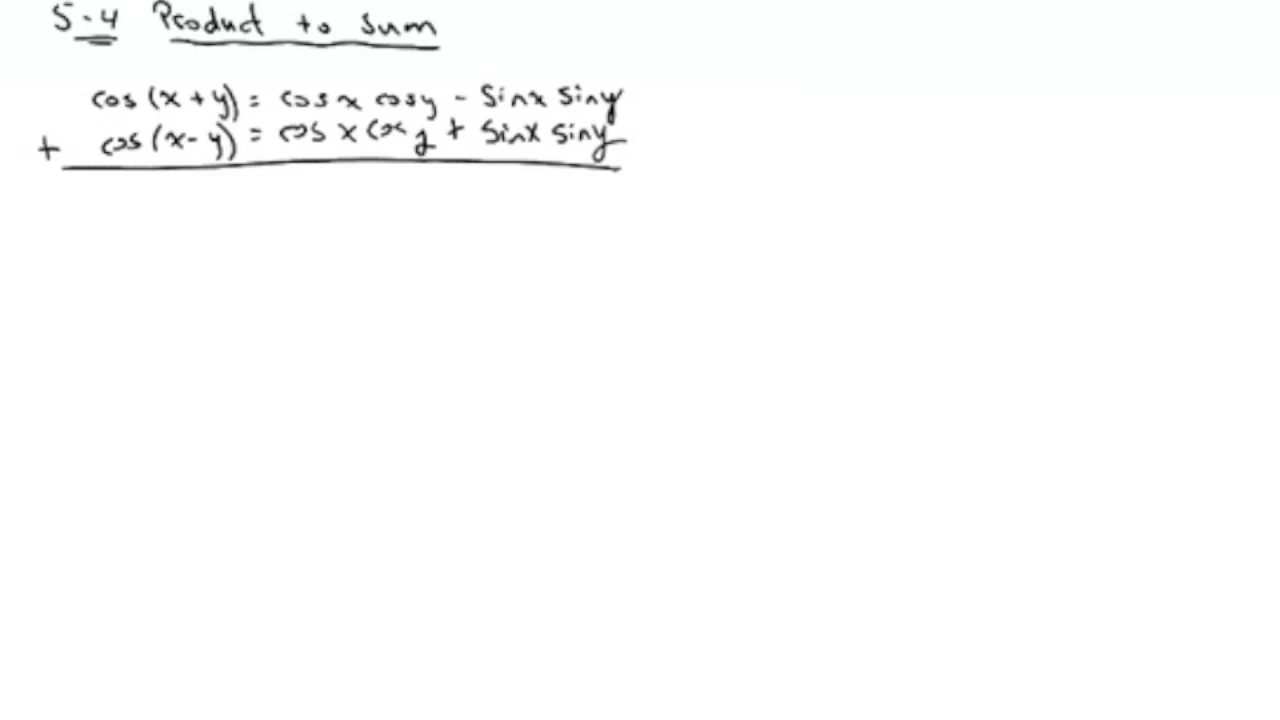 5-4 Product to Sum
cos (x + y) = cos x cos y - sin x sin y
+ cos (x - y) = cos x cos y + sin x sin y